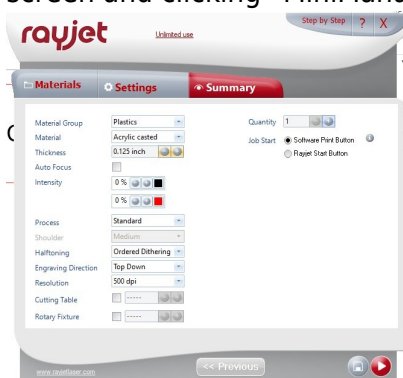 screen and clicking
rayjet
Unlimited use
Step by Step ? X
Materials Settings Summary
Material Group Plastics Quantity 1
Material Acrylic casted Job Start Software Print Button
Thickness 0.125 inch Rayjet Start Button
Auto Focus
Intensity 0 %
0 %
Process Standard
Shoulder Medium
Halftoning Ordered Dithering
Engraving Direction Top Down
Resolution 500 dpi
Cutting Table -----
Rotary Fixture -----
www.rayjetlaser.com << Previous